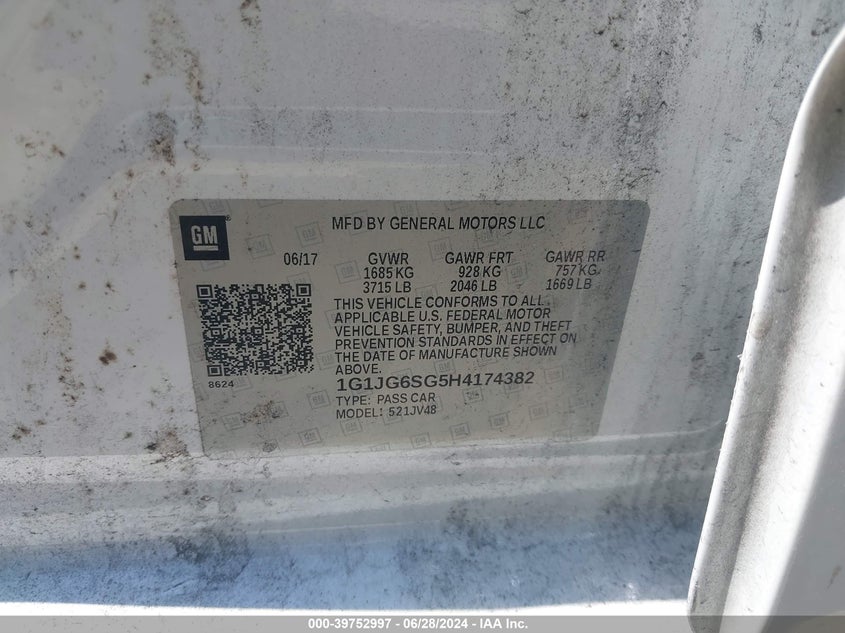 GM
MFD BY GENERAL MOTORS LLC
06/17 GVWR GAWR FRT GAWR RR
1685 KG 928 KG 757 KG
3715 LB 2046 LB 1669 LB
THIS VEHICLE CONFORMS TO ALL
APPLICABLE U.S. FEDERAL MOTOR
VEHICLE SAFETY, BUMPER, AND THEFT
PREVENTION STANDARDS IN EFFECT ON
THE DATE OF MANUFACTURE SHOWN
ABOVE.
8624
1G1JG6SG5H4174382
TYPE: PASS CAR
MODEL: 521JV48
000-39752997 - 06/28/2024 - IAA Inc.